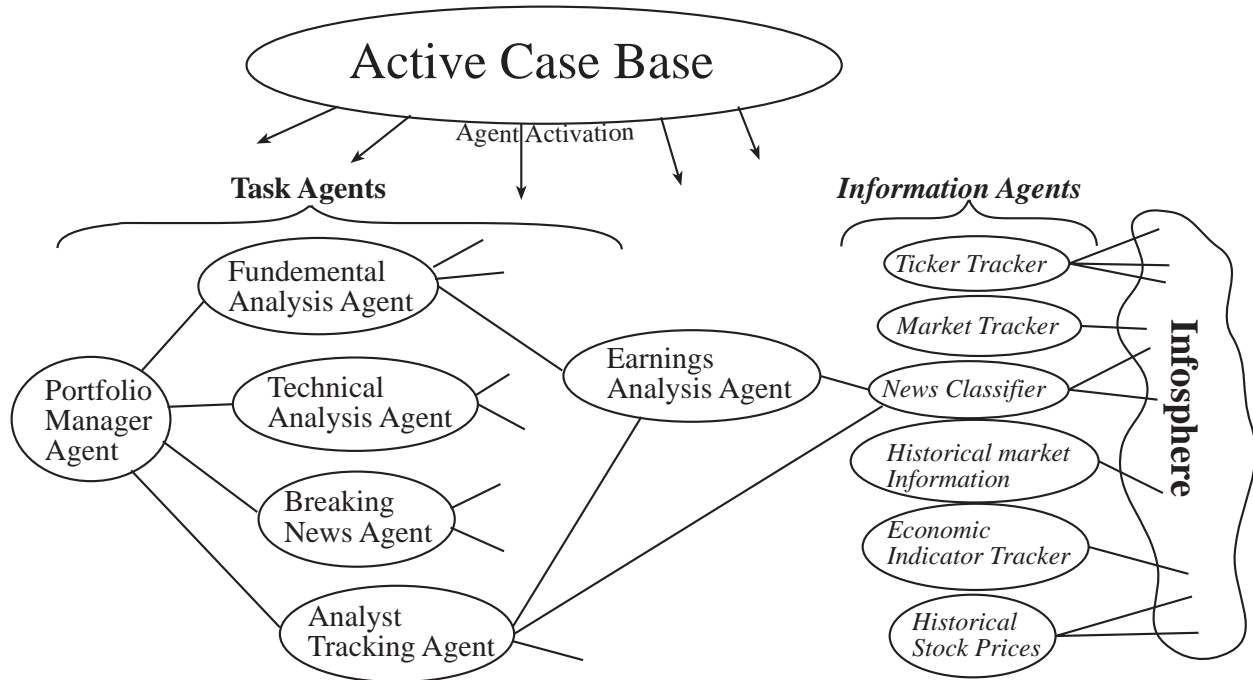 Active Case Base
Agent Activation
Task Agents
Information Agents
Fundemental
Analysis Agent
Ticker Tracker
Market Tracker
Infosphere
Earnings
Analysis Agent
Portfolio
Manager
Agent
Technical
Analysis Agent
News Classifier
Historical market
Information
Breaking
News Agent
Economic
Indicator Tracker
Analyst
Tracking Agent
Historical
Stock Prices